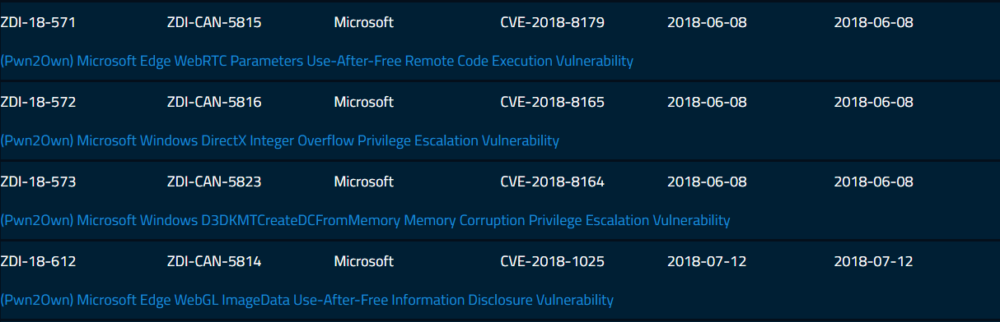 ZDI-18-571 ZDI-CAN-5815 Microsoft CVE-2018-8179 2018-06-08 2018-06-08
(Pwn2Own) Microsoft Edge WebRTC Parameters Use-After-Free Remote Code Execution Vulnerability
ZDI-18-572 ZDI-CAN-5816 Microsoft CVE-2018-8165 2018-06-08 2018-06-08
(Pwn2Own) Microsoft Windows DirectX Integer Overflow Privilege Escalation Vulnerability
ZDI-18-573 ZDI-CAN-5823 Microsoft CVE-2018-8164 2018-06-08 2018-06-08
(Pwn2Own) Microsoft Windows D3DKMTCreateDCFromMemory Memory Corruption Privilege Escalation Vulnerability
ZDI-18-612 ZDI-CAN-5814 Microsoft CVE-2018-1025 2018-07-12 2018-07-12
(Pwn2Own) Microsoft Edge WebGL ImageData Use-After-Free Information Disclosure Vulnerability